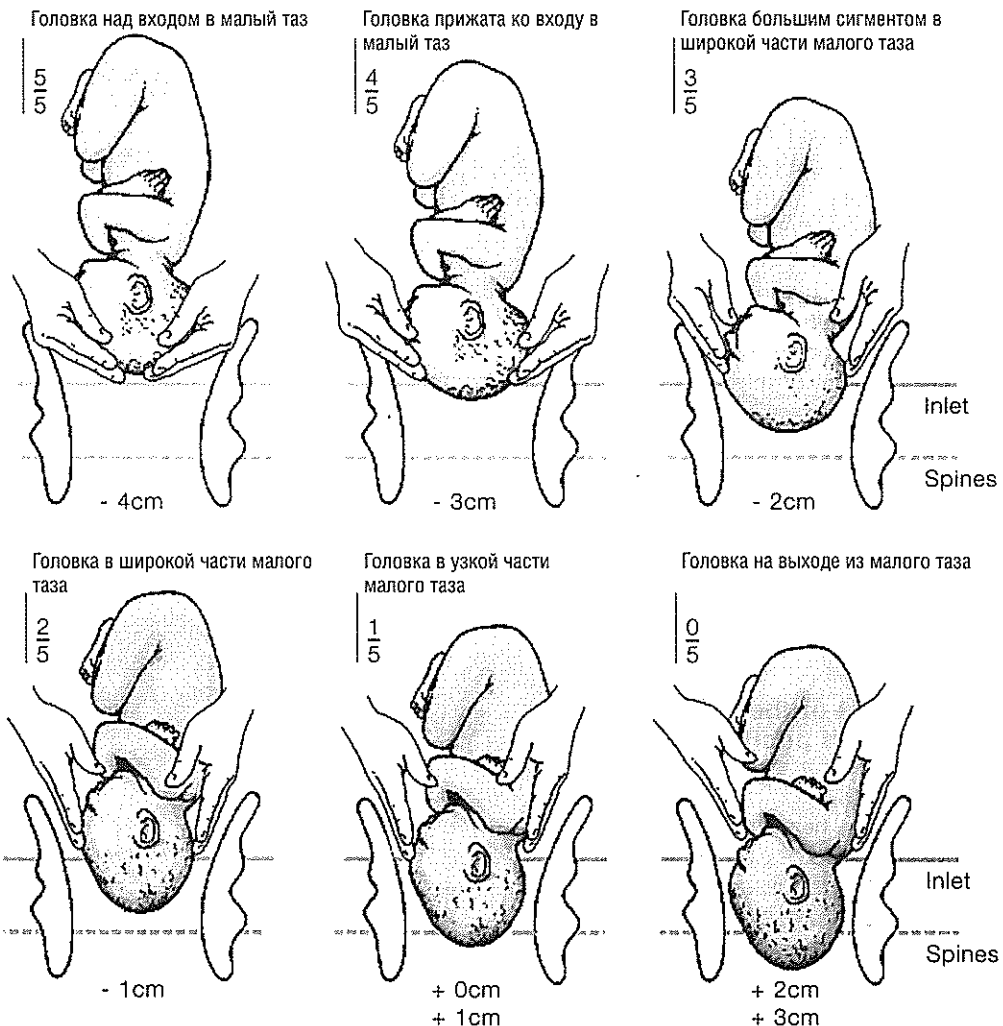 Головка над входом в малый таз
5
5
- 4cm
Головка прижата ко входу в
малый таз
4
5
- 3cm
Головка большим сигментом в
широкой части малого таза
3
5
Inlet
Spines
- 2cm
Головка в широкой части малого
таза
2
5
- 1cm
Головка в узкой части
малого таза
1
5
+ 0cm
+ 1cm
Головка на выходе из малого таза
0
5
Inlet
Spines
+ 2cm
+ 3cm